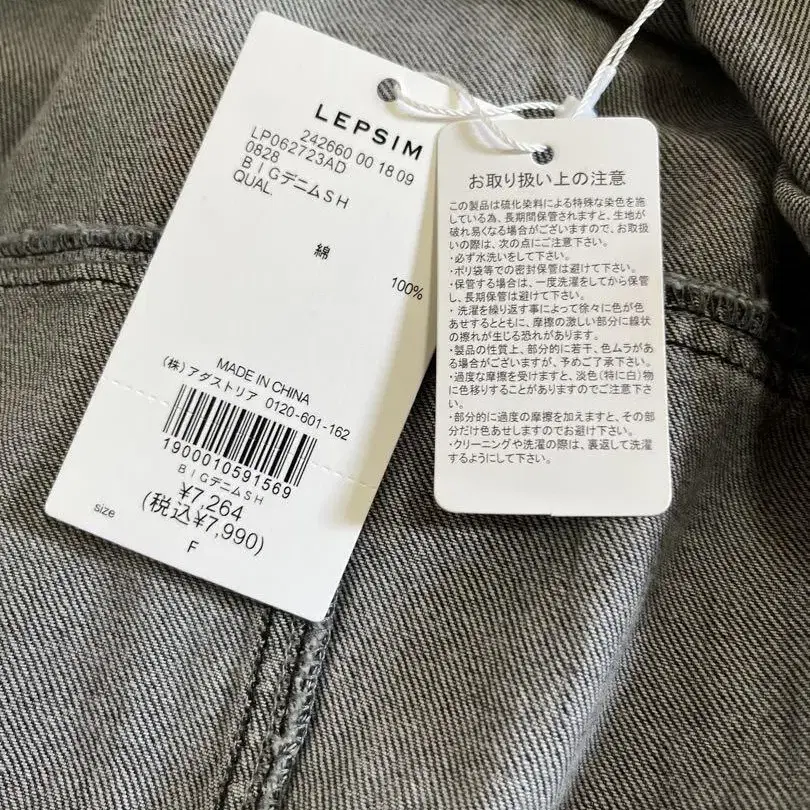 LEPSIM
242660 00 18 09
LP062723AD
0828
ＢＩＧデニムＳＨ
QUAL
綿
100%
MADE IN CHINA
(株) アダストリア 0120-601-162
1900010591569
ＢＩＧデニムＳＨ
¥7,264
(税込¥7,990)
size
F
お取り扱い上の注意
この製品は硫化染料による特殊な染色を施
している為、長期間保管されますと、生地が
破れ易くなる場合がございますので、お取扱
いの際は、次の点にご注意下さい。
・必ず水洗いをして下さい。
・ポリ袋等での密封保管は避けて下さい。
・保管する場合は、一度洗濯をしてから保管
し、長期保管は避けて下さい。
・洗濯を繰り返す事によって徐々に色が色
あせするとともに、摩擦の激しい部分に線状
の擦れが生じる恐れがあります。
・製品の性質上、部分的に若干、色ムラがあ
る場合がございますが、予めご了承下さい。
・過度な摩擦を受けますと、淡色(特に白)物
に色移りすることがありますのでご注意下さ
い。
・部分的に過度の摩擦を加えますと、その部
分だけ色あせしますのでお避け下さい。
・クリーニングや洗濯の際は、裏返して洗濯
するようにして下さい。